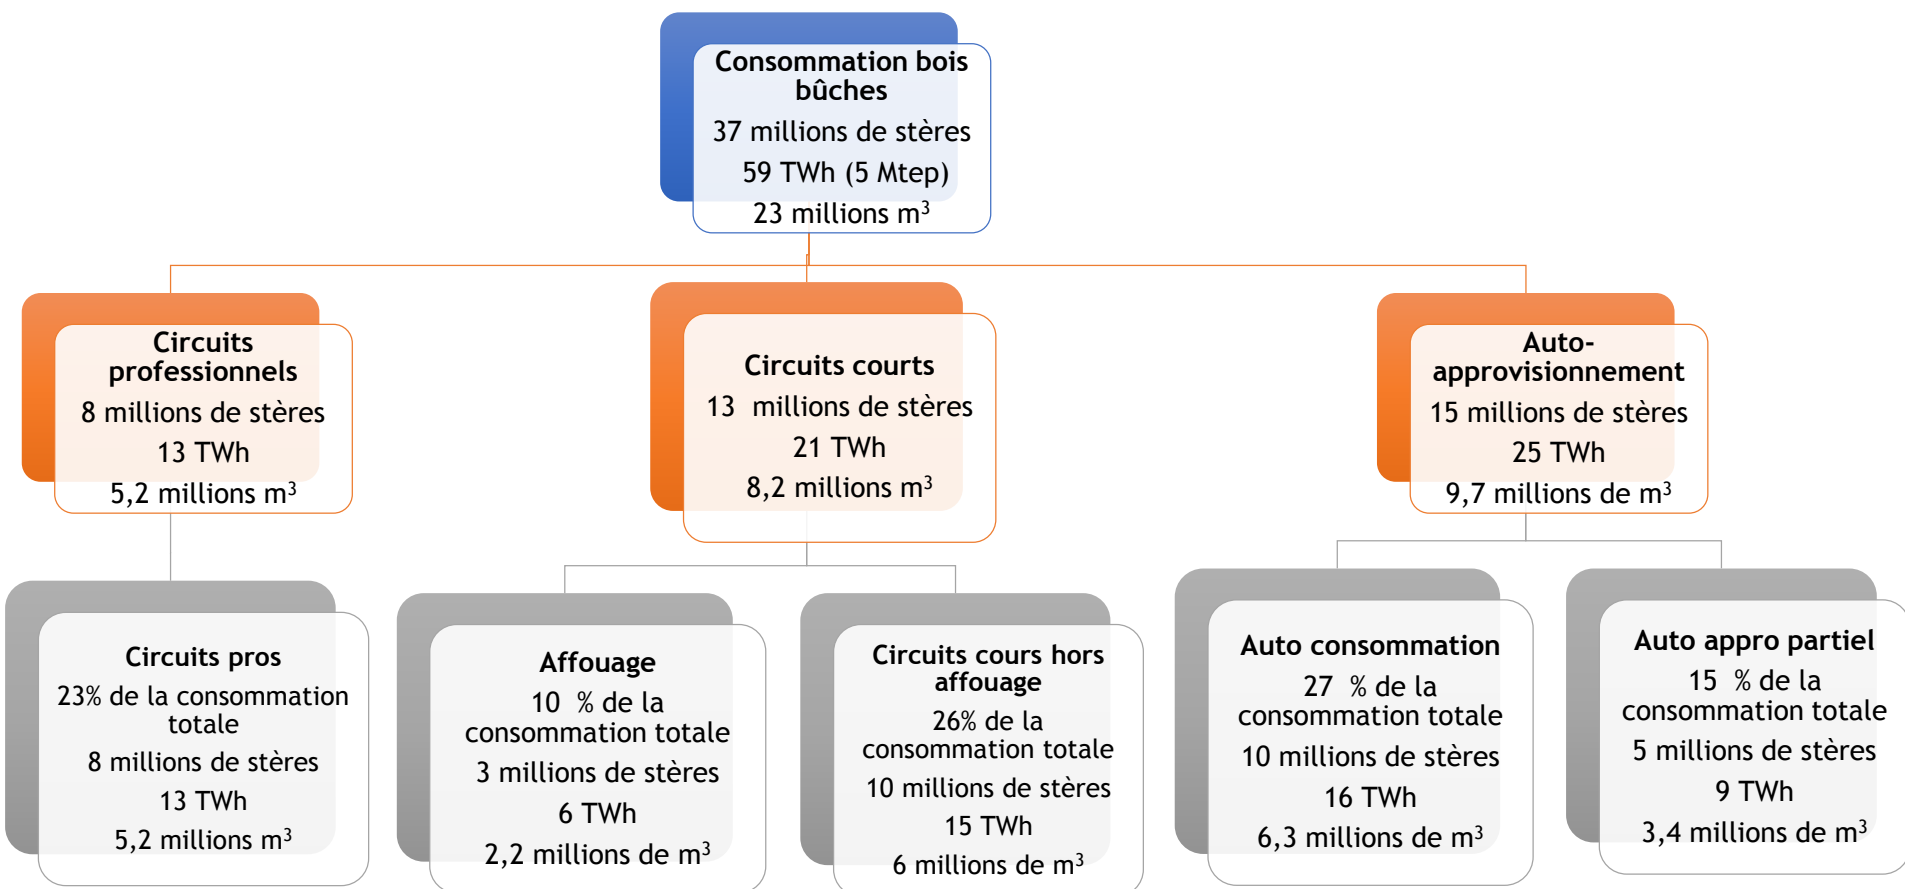 Consommation bois
bûches
37 millions de stères
59 TWh (5 Mtep)
23 millions m³
Circuits
professionnels
8 millions de stères
13 TWh
5,2 millions m³
Circuits courts
13 millions de stères
21 TWh
8,2 millions m³
Auto-
approvisionnement
15 millions de stères
25 TWh
9,7 millions de m³
Circuits pros
23% de la consommation
totale
8 millions de stères
13 TWh
5,2 millions m³
Affouage
10 % de la
consommation totale
3 millions de stères
6 TWh
2,2 millions de m³
Circuits cours hors
affouage
26% de la
consommation totale
10 millions de stères
15 TWh
6 millions de m³
Auto consommation
27 % de la
consommation totale
10 millions de stères
16 TWh
6,3 millions de m³
Auto appro partiel
15 % de la
consommation totale
5 millions de stères
9 TWh
3,4 millions de m³